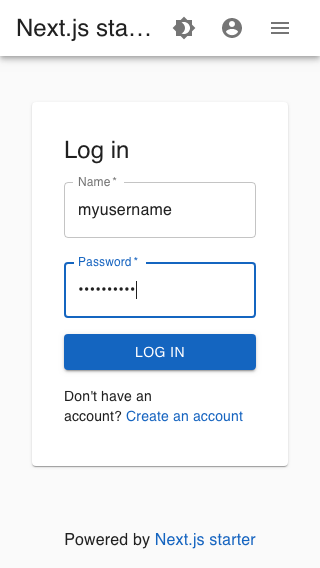 Next.js sta...
Log in
Name *
myusername
Password *
••••••••••
LOG IN
Don't have an
account? Create an account
Powered by Next.js starter